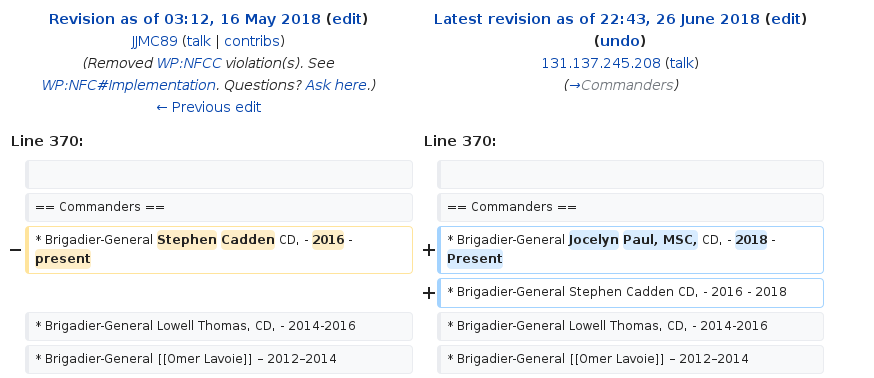 Revision as of 03:12, 16 May 2018 (edit)
JJMC89 (talk | contribs)
(Removed WP:NFCC violation(s). See
WP:NFC#Implementation. Questions? Ask here.)
← Previous edit
Latest revision as of 22:43, 26 June 2018 (edit)
(undo)
131.137.245.208 (talk)
(→Commanders)
Line 370:
Line 370:
== Commanders ==
== Commanders ==
− * Brigadier-General Stephen Cadden CD, - 2016 -
present
+ * Brigadier-General Jocelyn Paul, MSC, CD, - 2018 -
Present
+ * Brigadier-General Stephen Cadden CD, - 2016 - 2018
* Brigadier-General Lowell Thomas, CD, - 2014-2016
* Brigadier-General Lowell Thomas, CD, - 2014-2016
* Brigadier-General [[Omer Lavoie]] – 2012–2014
* Brigadier-General [[Omer Lavoie]] – 2012–2014